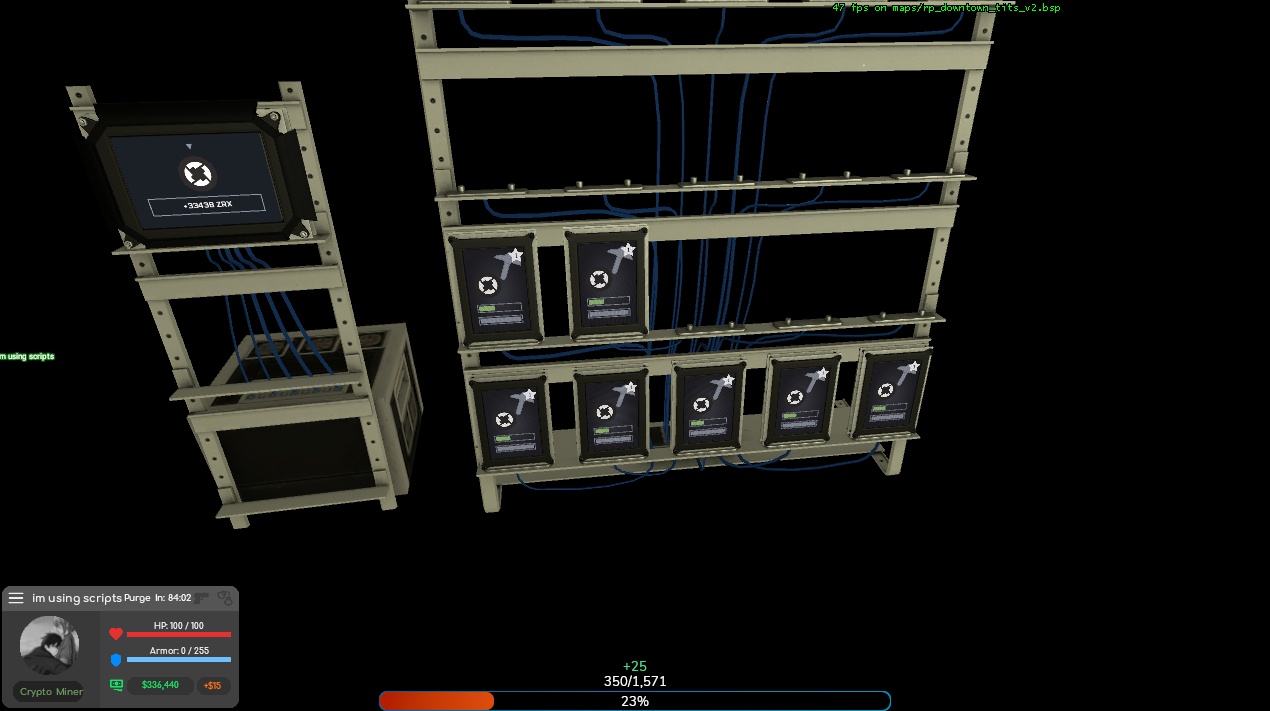 47 fps on maps/rp_downtown_tits_v2.bsp
+33438 ZRX
m using scripts
im using scripts Purge In: 84:02
HP: 100 / 100
Armor: 0 / 255
$336,440
+$15
Crypto Miner
+25
350/1,571
23%